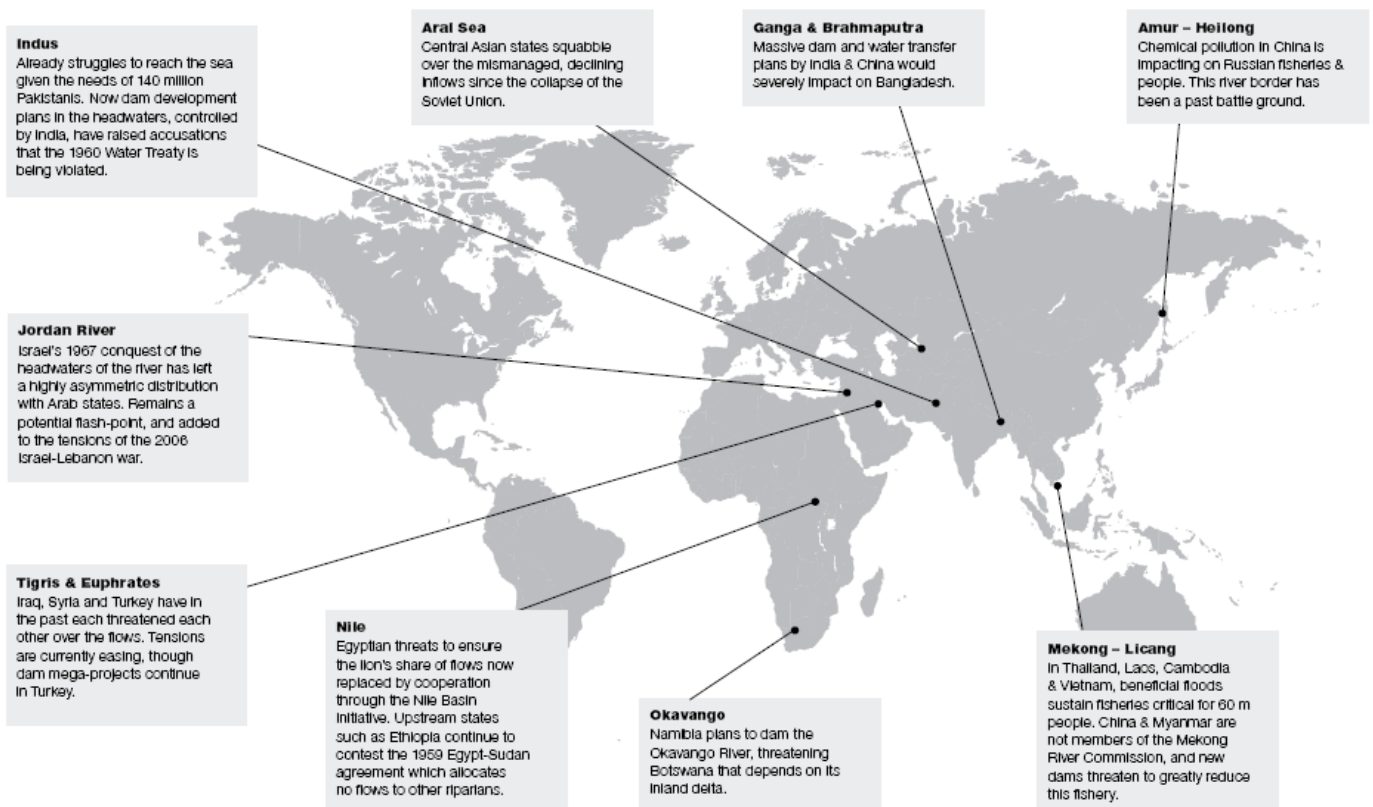 Indus
Already struggles to reach the sea
given the needs of 140 million
Pakistanis. Now dam development
plans in the headwaters, controlled
by India, have raised accusations
that the 1960 Water Treaty is
being violated.
Aral Sea
Central Asian states squabble
over the mismanaged, declining
inflows since the collapse of the
Soviet Union.
Ganga & Brahmaputra
Massive dam and water transfer
plans by India & China would
severely impact on Bangladesh.
Amur – Heilong
Chemical pollution in China is
impacting on Russian fisheries &
people. This river border has
been a past battle ground.
Jordan River
Israel's 1967 conquest of the
headwaters of the river has left
a highly asymmetric distribution
with Arab states. Remains a
potential flash-point, and added
to the tensions of the 2006
Israel-Lebanon war.
Tigris & Euphrates
Iraq, Syria and Turkey have in
the past each threatened each
other over the flows. Tensions
are currently easing, though
dam mega-projects continue
in Turkey.
Nile
Egyptian threats to ensure
the lion's share of flows now
replaced by cooperation
through the Nile Basin
Initiative. Upstream states
such as Ethiopia continue to
contest the 1959 Egypt-Sudan
agreement which allocates
no flows to other riparians.
Okavango
Namibia plans to dam the
Okavango River, threatening
Botswana that depends on its
inland delta.
Mekong – Licang
In Thailand, Laos, Cambodia
& Vietnam, beneficial floods
sustain fisheries critical for 60 m
people. China & Myanmar are
not members of the Mekong
River Commission, and new
dams threaten to greatly reduce
this fishery.